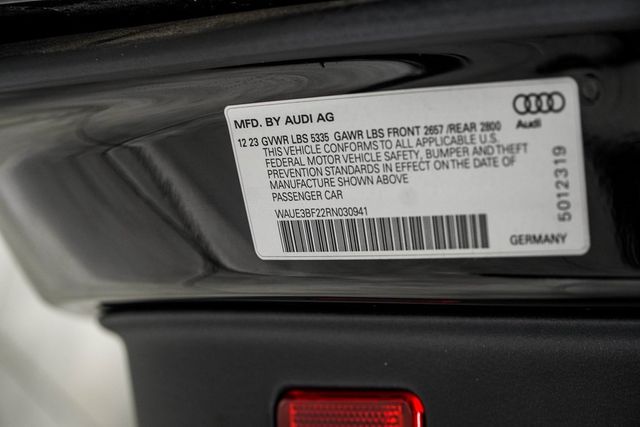 MFD. BY AUDI AG
12 23 GVWR LBS 5335 GAWR LBS FRONT 2657 /REAR 2800
THIS VEHICLE CONFORMS TO ALL APPLICABLE U.S.
FEDERAL MOTOR VEHICLE SAFETY, BUMPER AND THEFT
PREVENTION STANDARDS IN EFFECT ON THE DATE OF
MANUFACTURE SHOWN ABOVE
PASSENGER CAR
WAUE3BF22RN030941
Audi
5012319
GERMANY